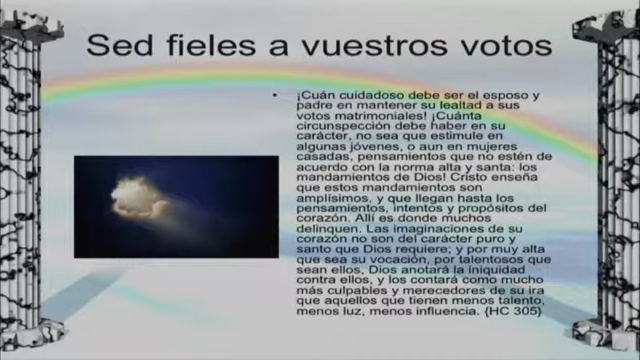 Sed fieles a vuestros votos
• ¡Cuán cuidadoso debe ser el esposo y
padre en mantener su lealtad a sus
votos matrimoniales! ¡Cuánta
circunspección debe haber en su
carácter, no sea que estimule en
algunas jóvenes, o aun en mujeres
casadas, pensamientos que no estén de
acuerdo con la norma alta y santa: los
mandamientos de Dios! Cristo enseña
que estos mandamientos son
amplísimos, y que llegan hasta los
pensamientos, intentos y propósitos del
corazón. Allí es donde muchos
delinquen. Las imaginaciones de su
corazón no son del carácter puro y
santo que Dios requiere; y por muy alta
que sea su vocación, por talentosos que
sean ellos, Dios anotará la iniquidad
contra ellos, y los contará como mucho
más culpables y merecedores de su ira
que aquellos que tienen menos talento,
menos luz, menos influencia. {HC 305}